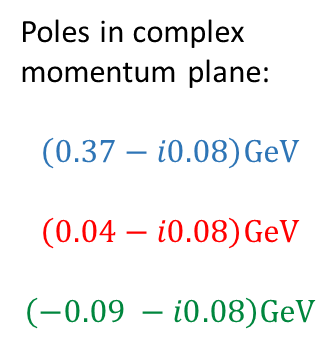 Poles in complex
momentum plane:
(0.37 − i0.08)GeV
(0.04 − i0.08)GeV
(−0.09 − i0.08)GeV